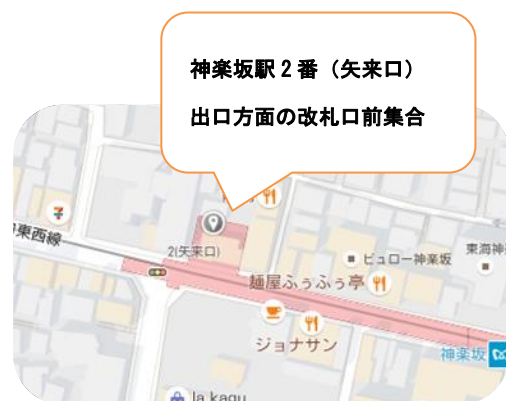 神楽坂駅2番（矢来口）
出口方面の改札口前集合
東西線
2(矢来口)
ビュロー神楽坂
東海神
麺屋ふぅふぅ亭
ジョナサン
神楽坂
la kagu